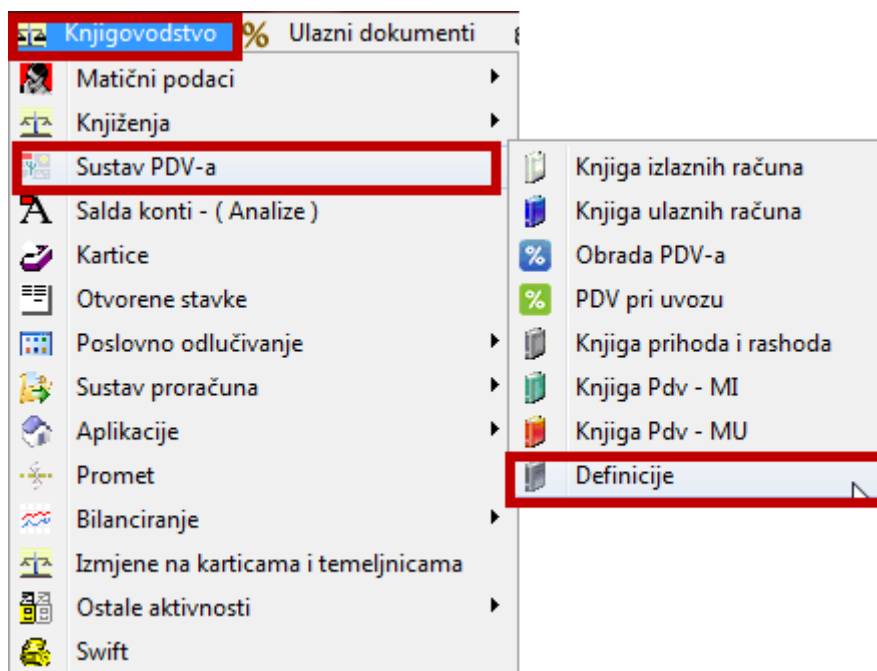 Knjigovodstvo % Ulazni dokumenti
Matični podaci
Knjiženja
Sustav PDV-a
Salda konti - ( Analize )
Kartice
Otvorene stavke
Poslovno odlučivanje
Sustav proračuna
Aplikacije
Promet
Bilanciranje
Izmjene na karticama i temeljnicama
Ostale aktivnosti
Swift
Knjiga izlaznih računa
Knjiga ulaznih računa
% Obrada PDV-a
% PDV pri uvozu
Knjiga prihoda i rashoda
Knjiga Pdv - MI
Knjiga Pdv - MU
Definicije